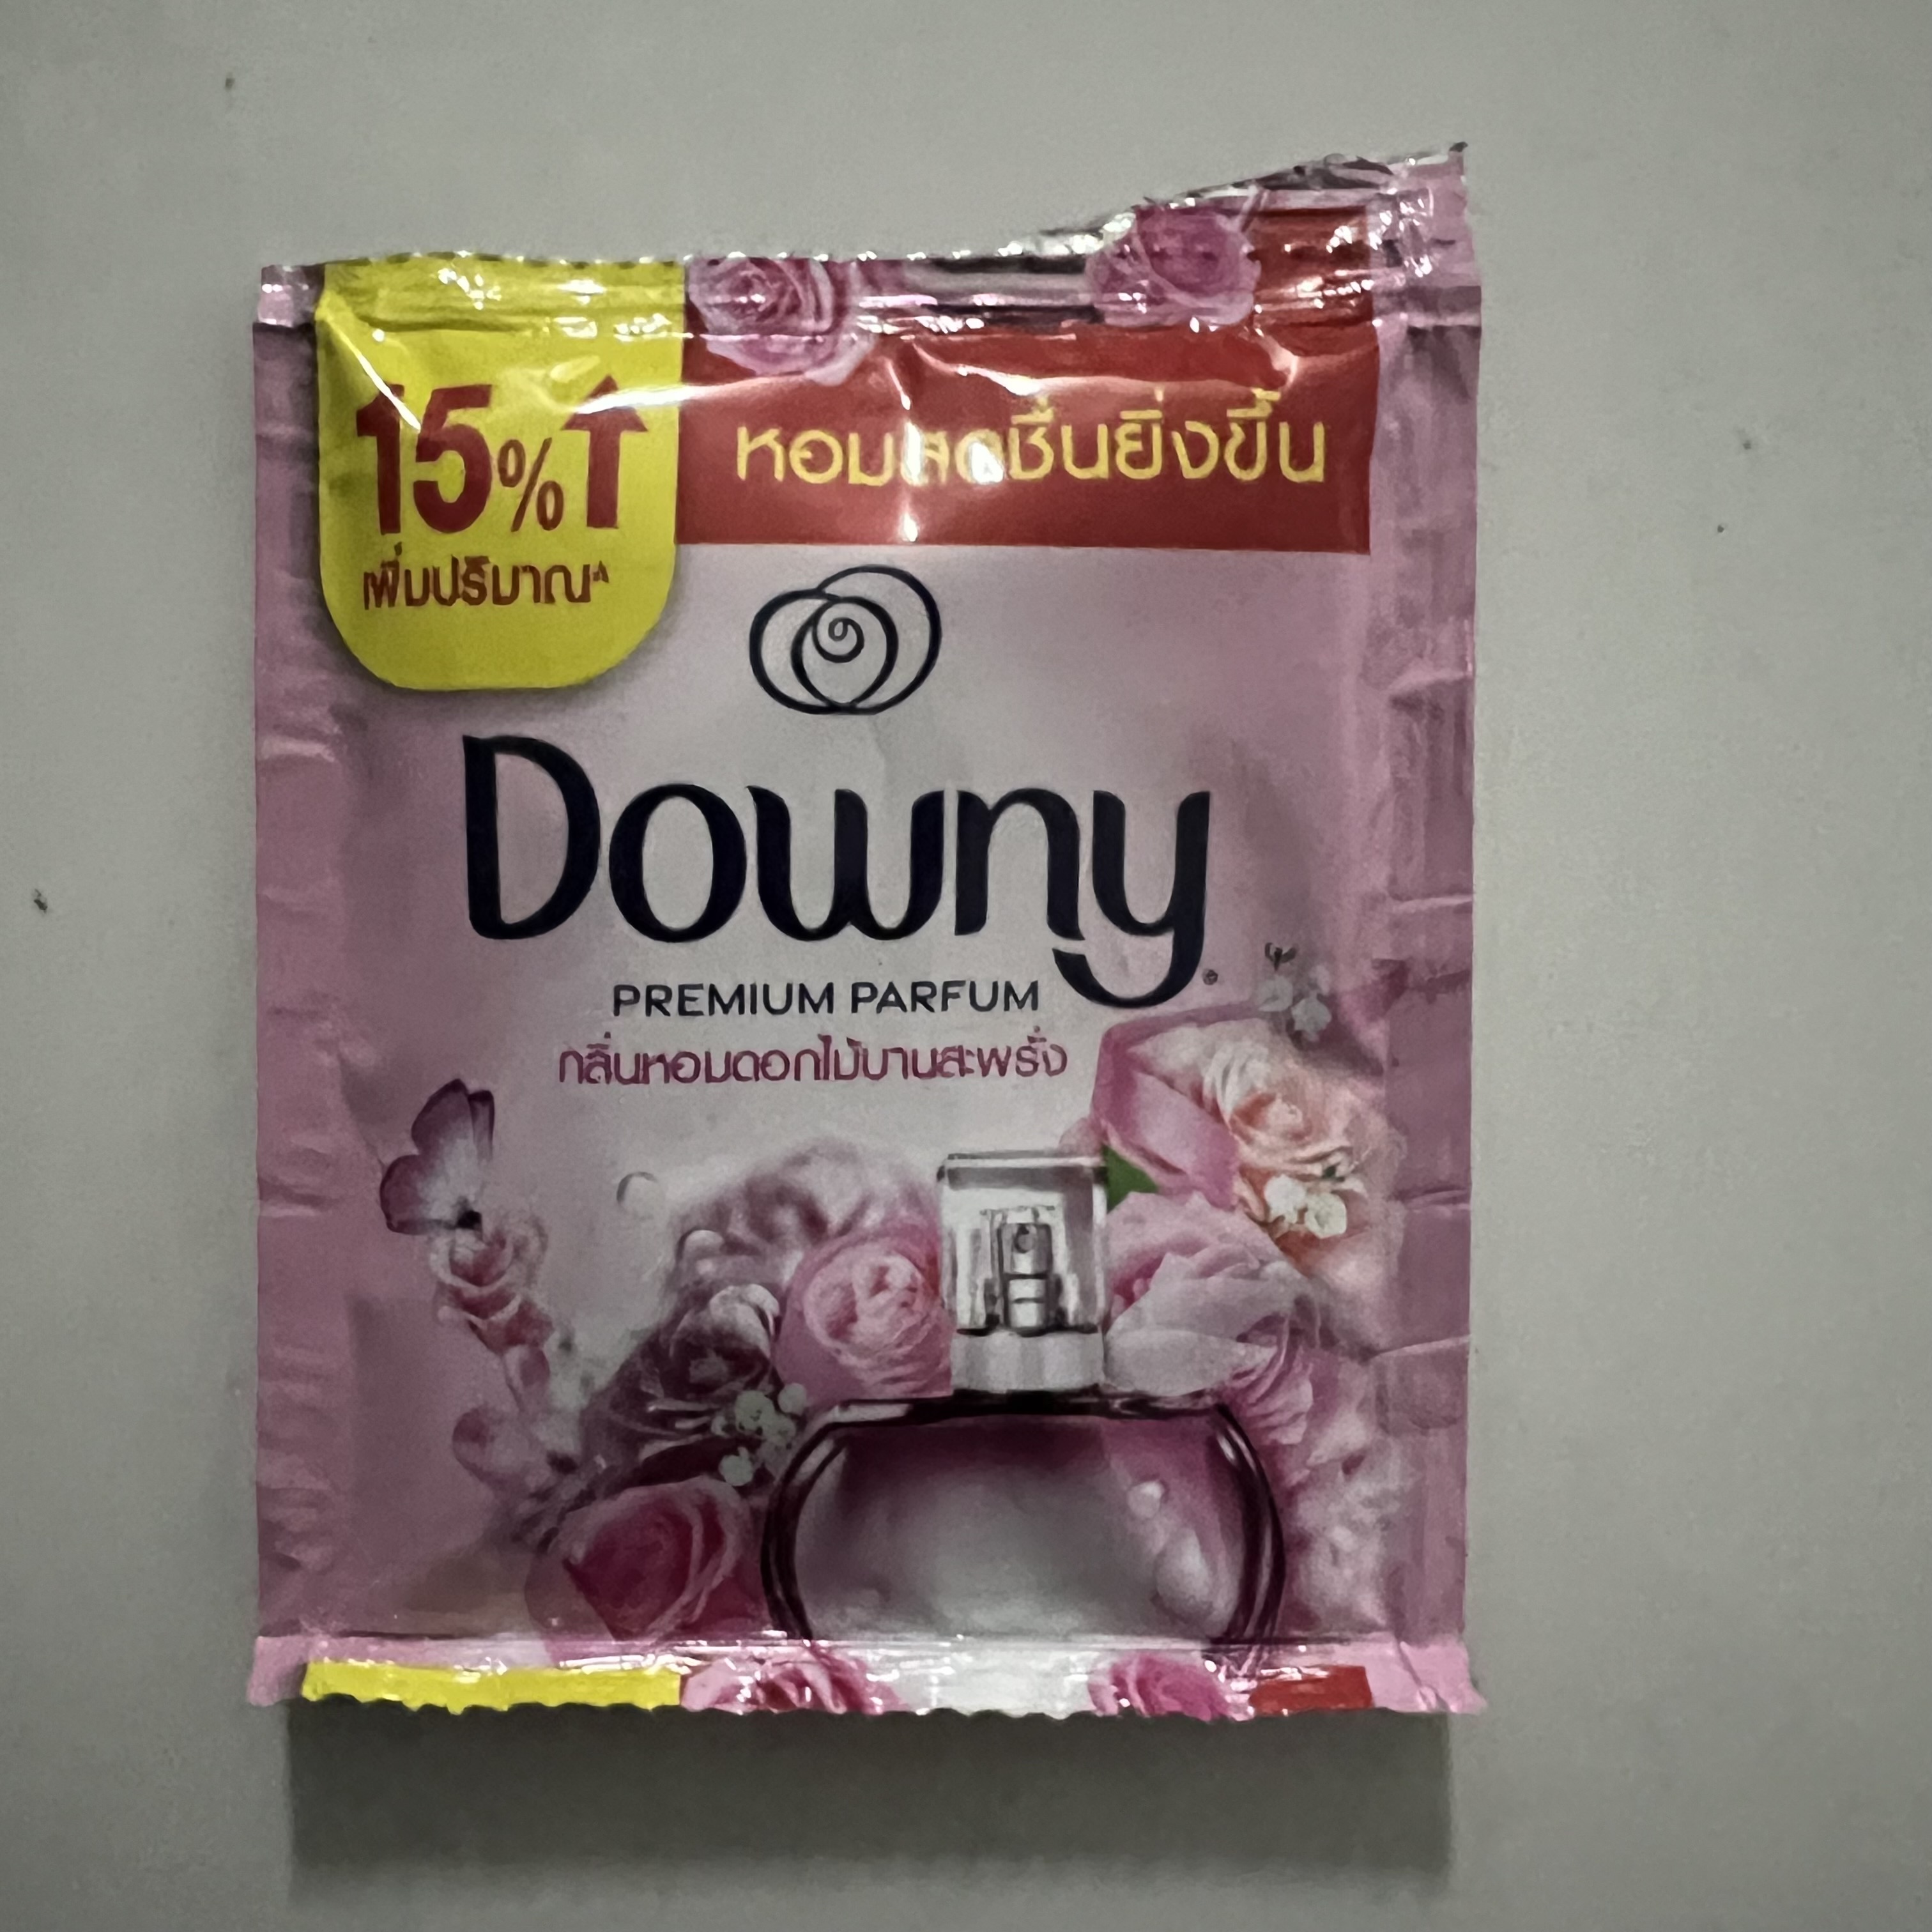 15%↑
เพิ่มปริมาณ^
หอมสดชื่นยิ่งขึ้น
Downy®
PREMIUM PARFUM
กลิ่นหอมดอกไม้บานสะพรั่ง